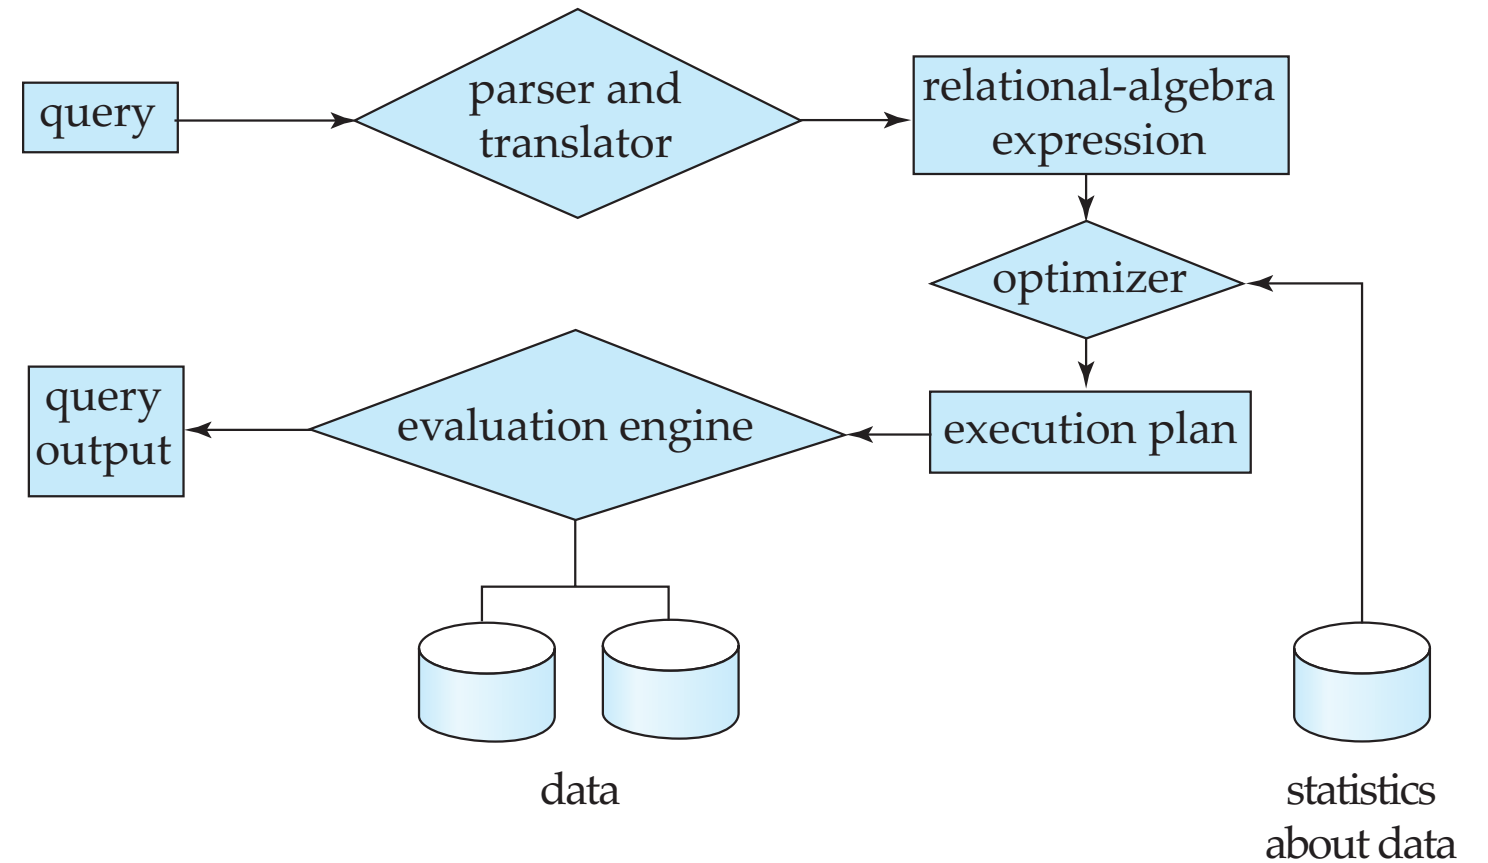 query
parser and
translator
relational-algebra
expression
optimizer
query
output
evaluation engine
execution plan
data
statistics
about data